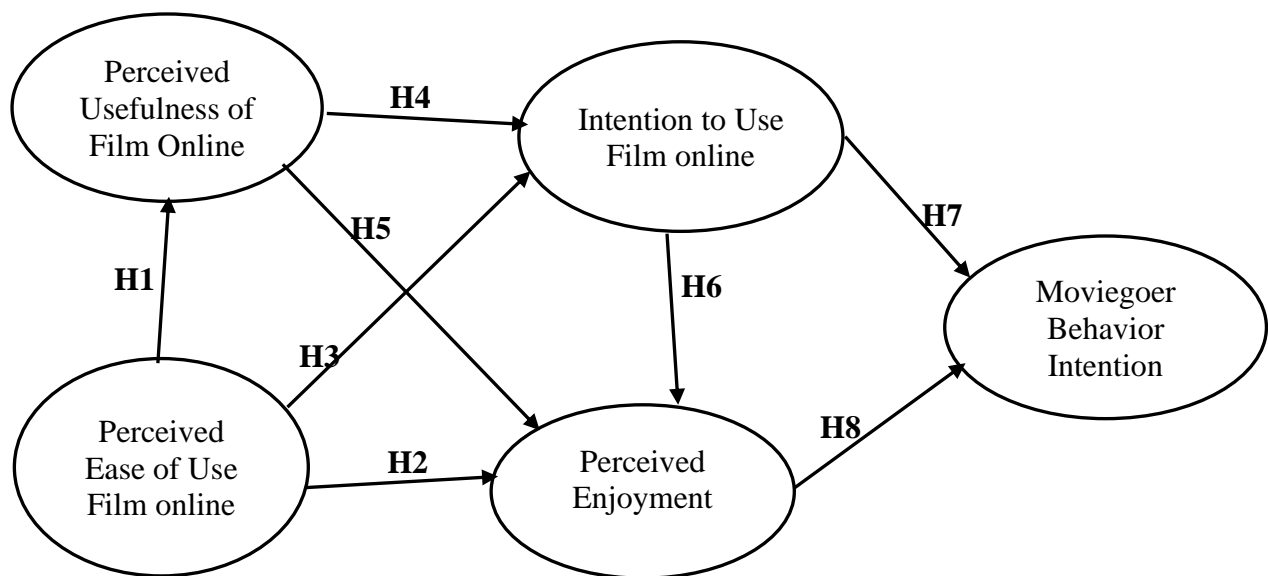 Perceived
Usefulness of
Film Online
H4
Intention to Use
Film online
H5
H7
H1
H6
Moviegoer
Behavior
Intention
H3
Perceived
Ease of Use
Film online
H2
Perceived
Enjoyment
H8